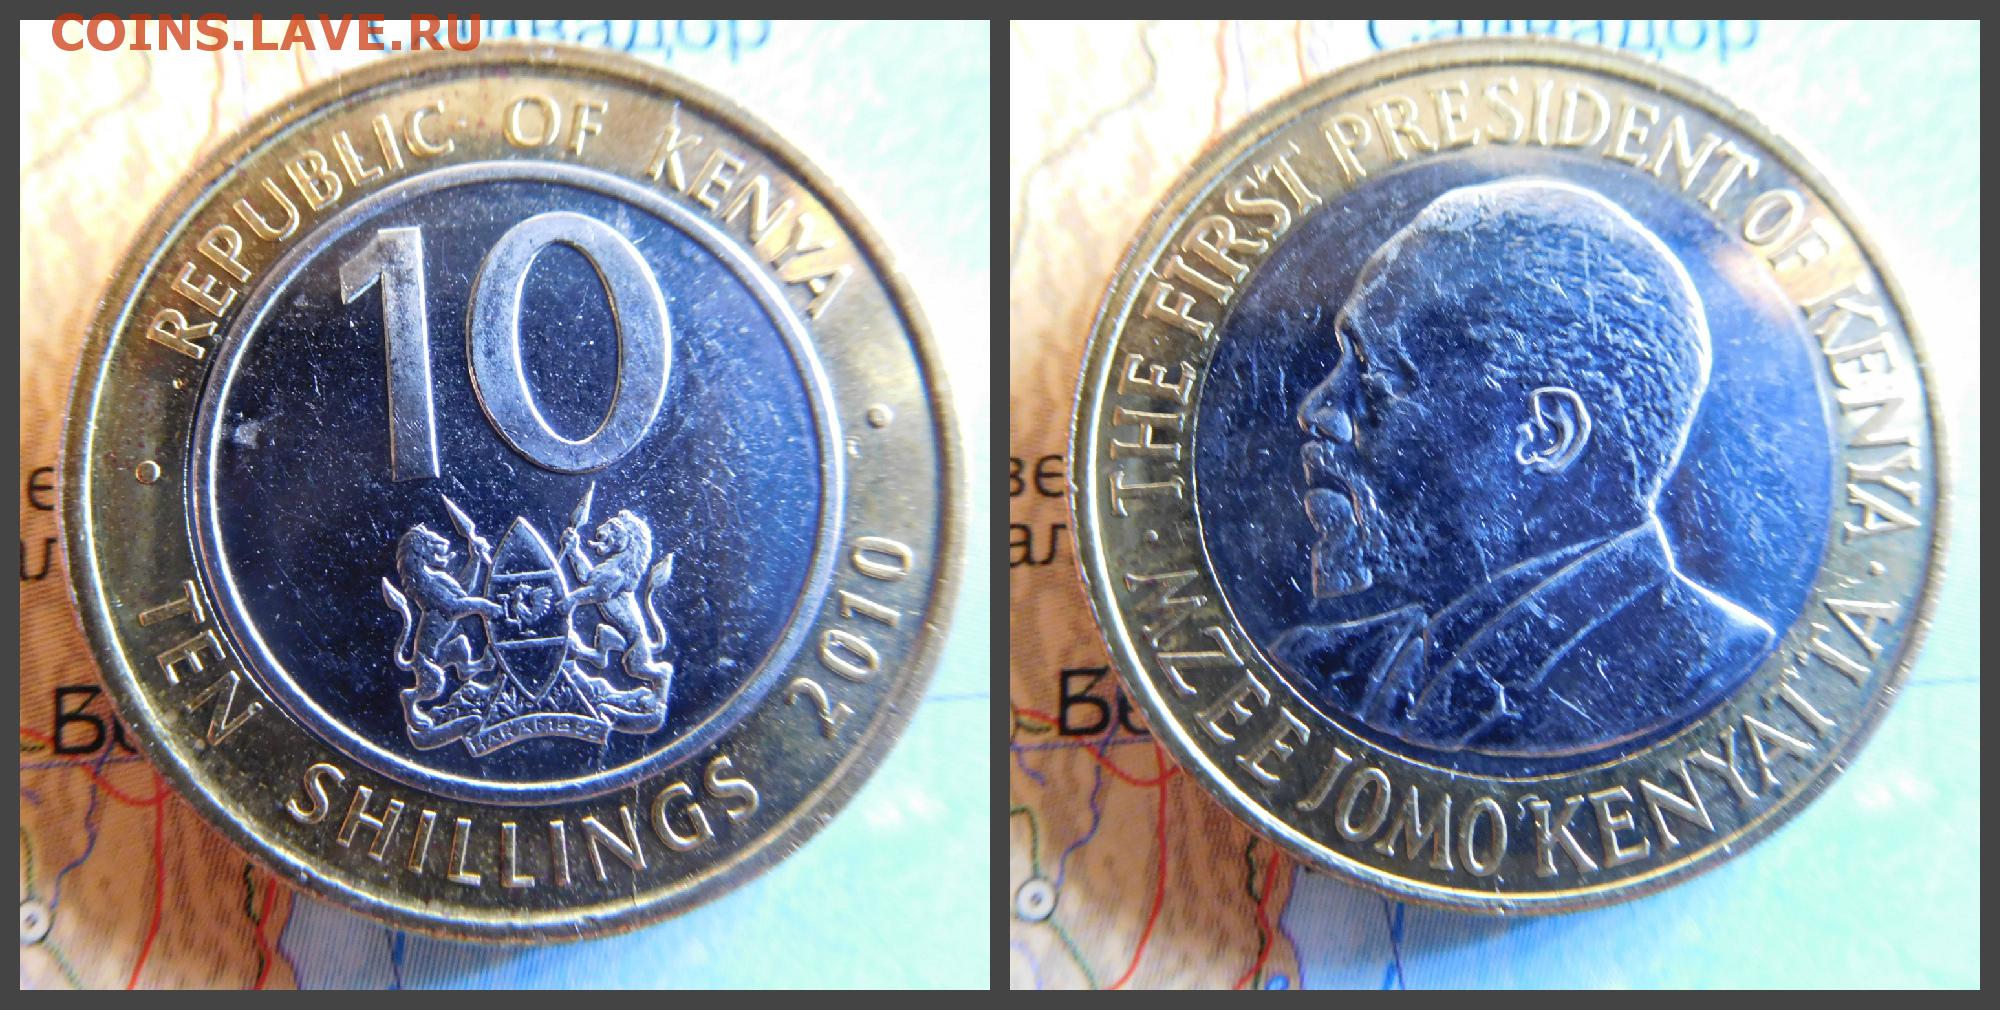 COINS.LAVE.RU
REPUBLIC OF KENYA
10
HARAMBEE
TEN SHILLINGS 2010
THE FIRST PRESIDENT OF KENYA
MZEE JOMO KENYATTA